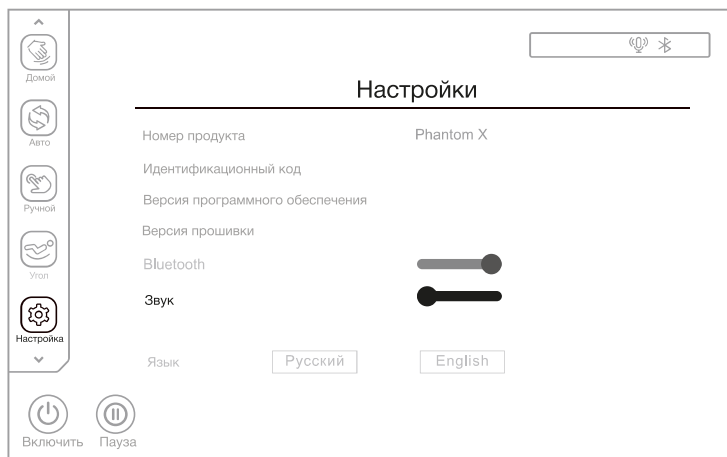 Домой
Авто
Ручной
Угол
Настройка
Настройки
Номер продукта Phantom X
Идентификационный код
Версия программного обеспечения
Версия прошивки
Bluetooth
Звук
Язык Русский English
Включить Пауза